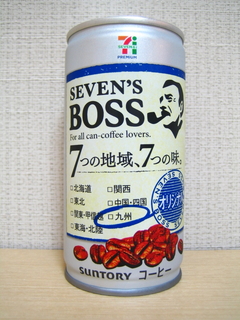 7
SEVEN&i
PREMIUM
SEVEN'S
BOSS
For all can-coffee lovers.
7つの地域、7つの味。
□北海道 □関西
□東北 □中国・四国
□関東・甲信越 □九州
□東海・北陸
オリジナル
SUNTORY コーヒー